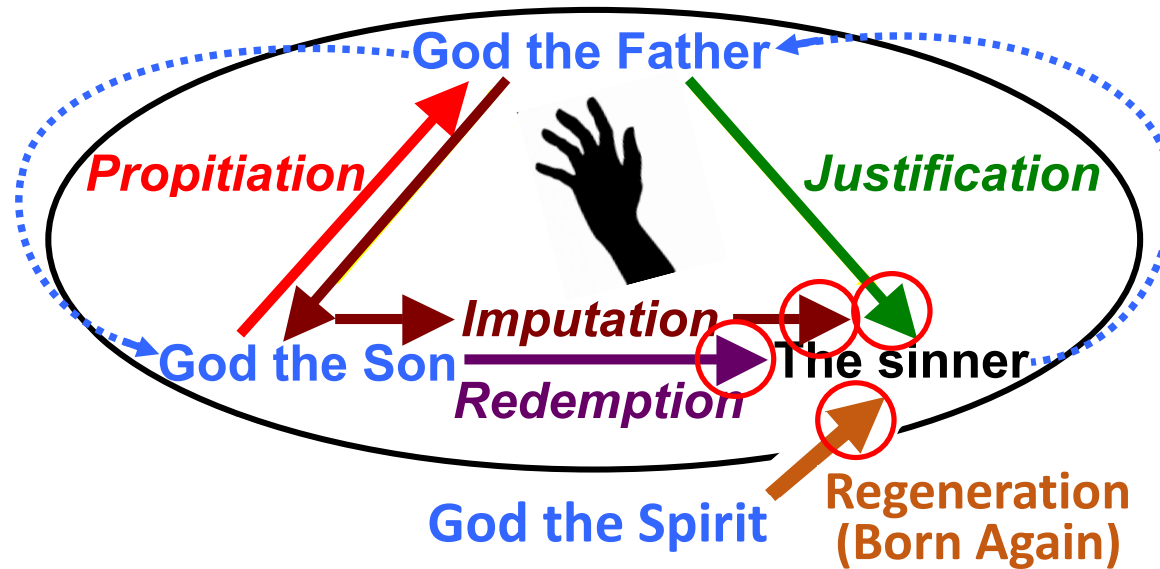 God the Father
Propitiation
Justification
Imputation
God the Son
The sinner
Redemption
God the Spirit
Regeneration
(Born Again)